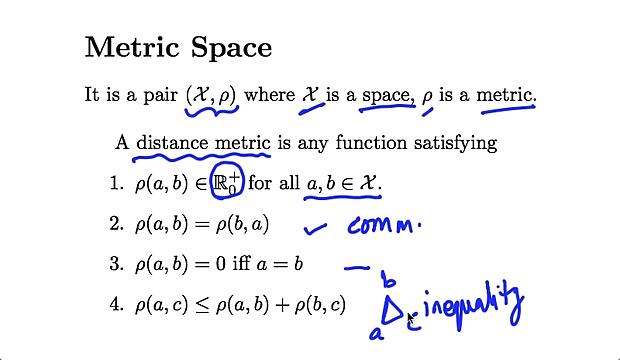 Metric Space
It is a pair (𝒳, ρ) where 𝒳 is a space, ρ is a metric.
A distance metric is any function satisfying
1. ρ(a, b) ∈ ℝ₀⁺ for all a, b ∈ 𝒳.
2. ρ(a, b) = ρ(b, a) ✓ comm.
3. ρ(a, b) = 0 iff a = b —
b
4. ρ(a, c) ≤ ρ(a, b) + ρ(b, c) Δ inequality
a c